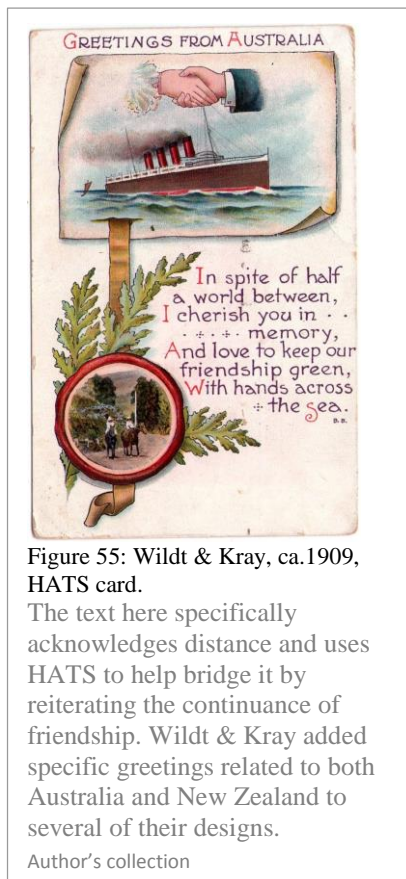 GREETINGS FROM AUSTRALIA
In spite of half
a world between,
I cherish you in · ·
· + · + · memory,
And love to keep our
friendship green,
With hands across
+ the Sea.
Figure 55: Wildt & Kray, ca.1909,
HATS card.
The text here specifically
acknowledges distance and uses
HATS to help bridge it by
reiterating the continuance of
friendship. Wildt & Kray added
specific greetings related to both
Australia and New Zealand to
several of their designs.
Author's collection